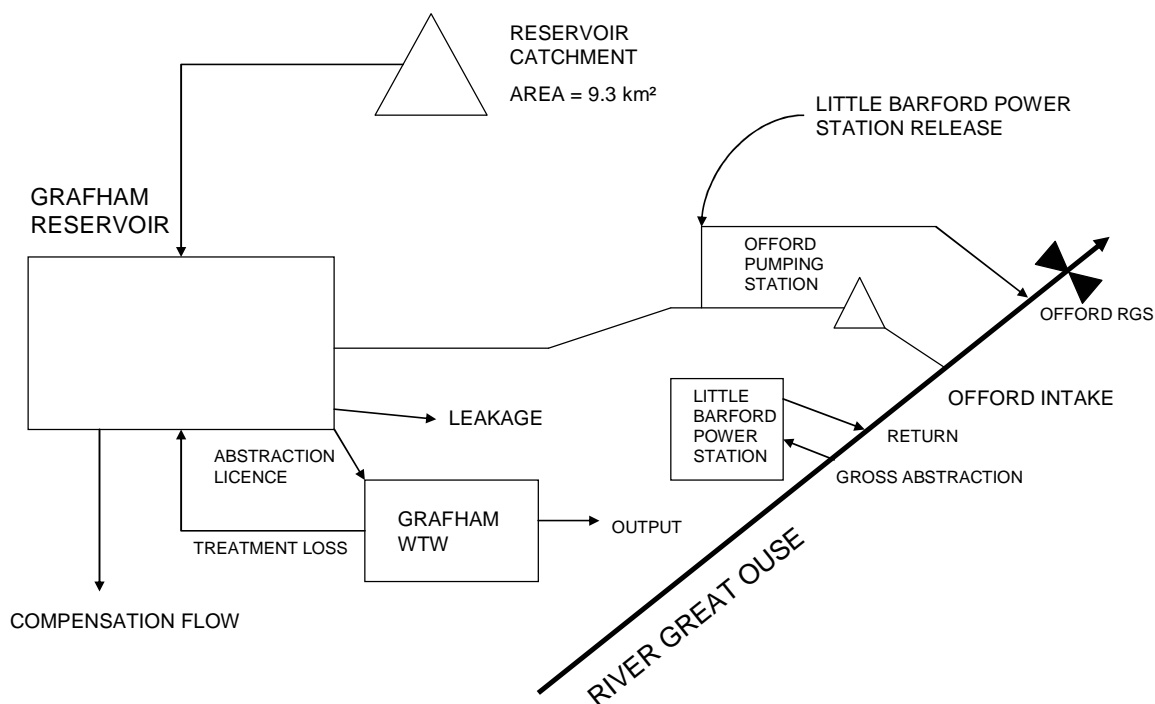 RESERVOIR
CATCHMENT
AREA = 9.3 km²
LITTLE BARFORD POWER
STATION RELEASE
GRAFHAM
RESERVOIR
OFFORD
PUMPING
STATION
OFFORD RGS
OFFORD INTAKE
LITTLE
BARFORD
POWER
STATION
RETURN
GROSS ABSTRACTION
LEAKAGE
ABSTRACTION
LICENCE
GRAFHAM
WTW
OUTPUT
TREATMENT LOSS
COMPENSATION FLOW
RIVER GREAT OUSE